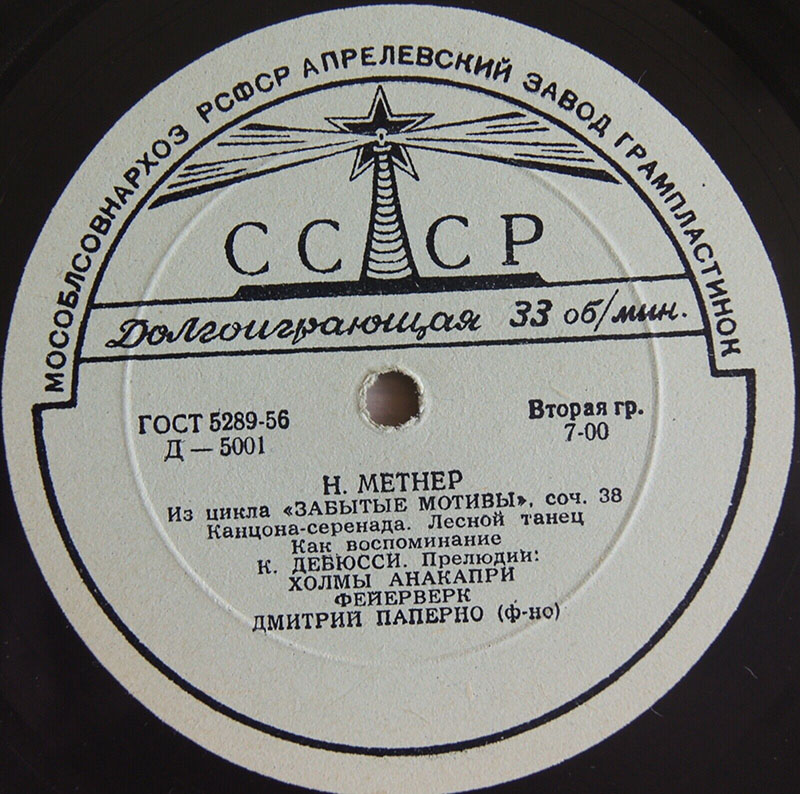 МОСОБЛСОВНАРХОЗ РСФСР АПРЕЛЕВСКИЙ ЗАВОД ГРАМПЛАСТИНОК
СССР
Долгоиграющая 33 об/мин.
ГОСТ 5289-56
Д — 5001
Вторая гр.
7-00
Н. МЕТНЕР
Из цикла «ЗАБЫТЫЕ МОТИВЫ», соч. 38
Канцона-серенада. Лесной танец
Как воспоминание
К. ДЕБЮССИ. Прелюдии:
ХОЛМЫ АНАКАПРИ
ФЕЙЕРВЕРК
ДМИТРИЙ ПАПЕРНО (ф-но)